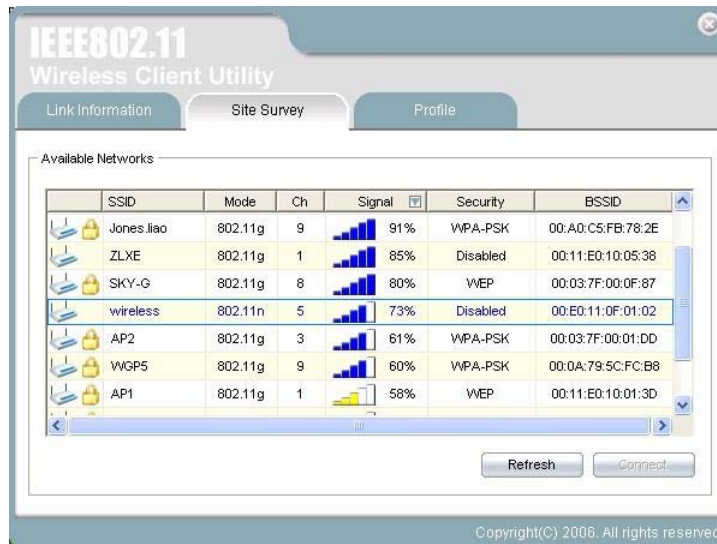 IEEE802.11
Wireless Client Utility
Link Information Site Survey Profile
Available Networks
SSID Mode Ch Signal Security BSSID
Jones.liao 802.11g 9 91% WPA-PSK 00:A0:C5:FB:78:2E
ZLXE 802.11g 1 85% Disabled 00:11:E0:10:05:38
SKY-G 802.11g 8 80% WEP 00:03:7F:00:0F:87
wireless 802.11n 5 73% Disabled 00:E0:11:0F:01:02
AP2 802.11g 3 61% WPA-PSK 00:03:7F:00:01:DD
WGP5 802.11g 9 60% WPA-PSK 00:0A:79:5C:FC:B8
AP1 802.11g 1 58% WEP 00:11:E0:10:01:3D
Refresh Connect
Copyright(C) 2006. All rights reserved